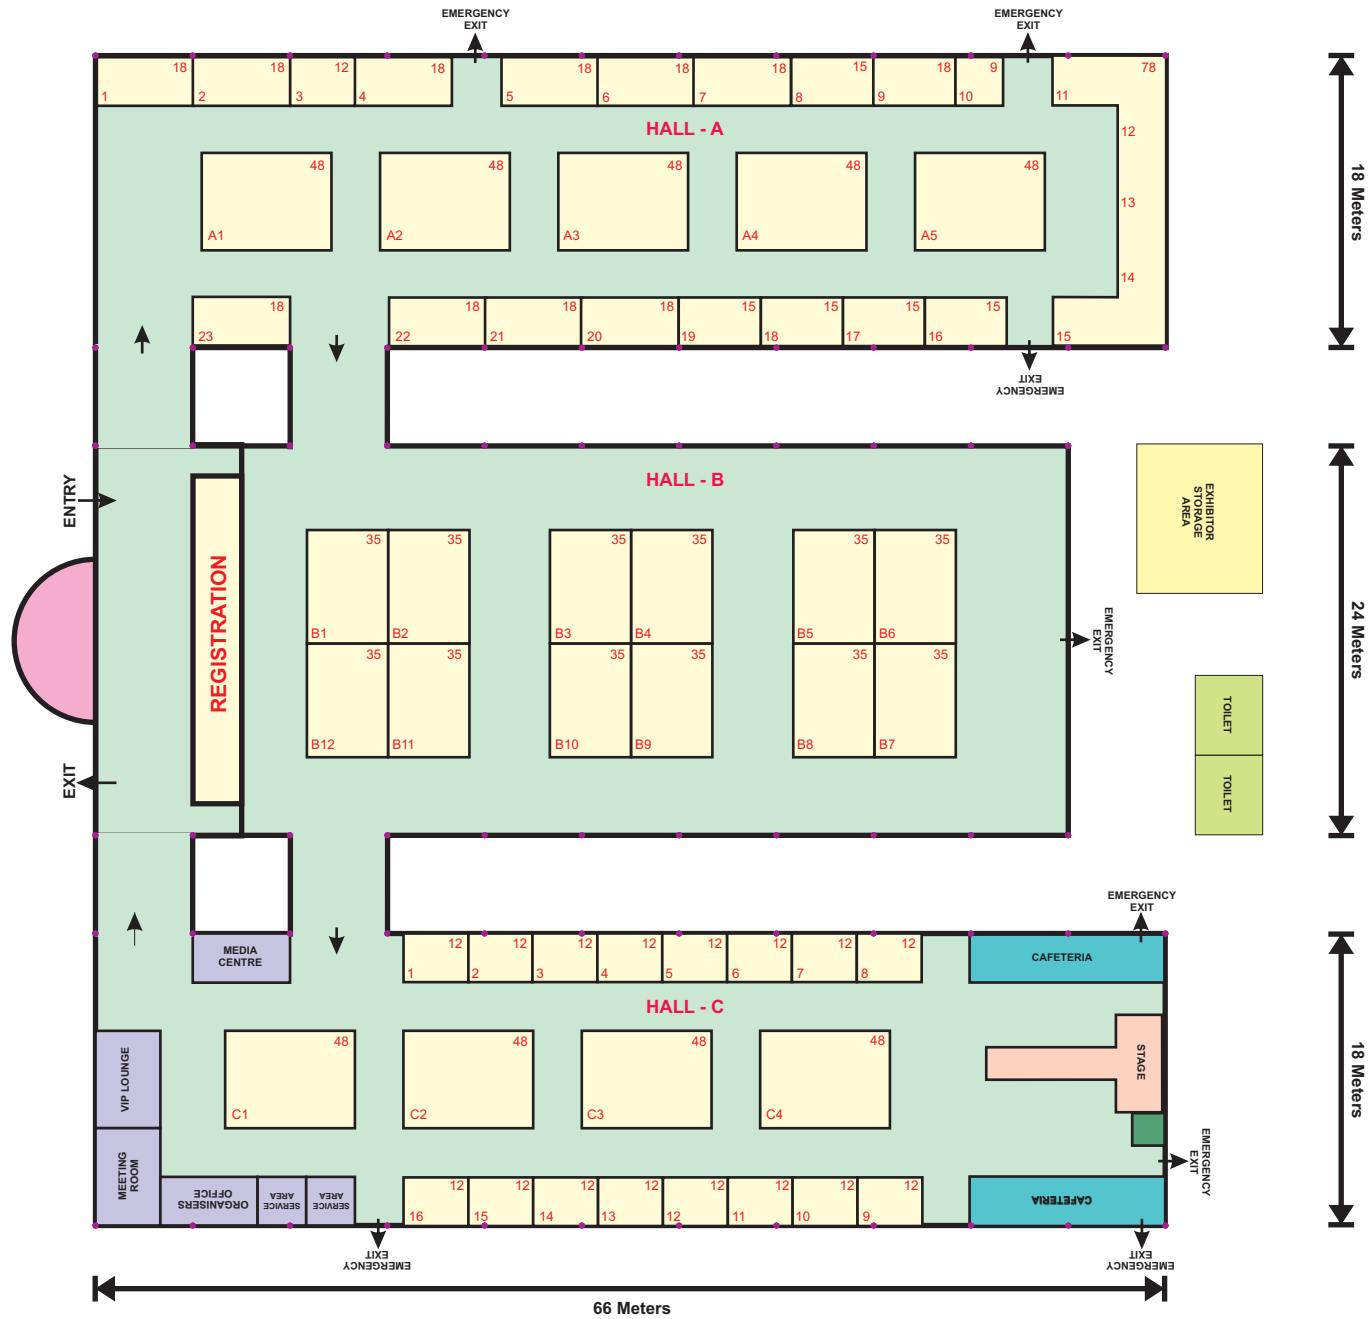 EMERGENCY
EXIT
EMERGENCY
EXIT
18
18
12
18
18
18
18
15
18
9
78
1
2
3
4
5
6
7
8
9
10
11
HALL - A
12
48
48
48
48
48
13
A1
A2
A3
A4
A5
14
18
18
18
18
15
15
15
15
23
22
21
20
19
18
17
16
15
EMERGENCY
EXIT
18 Meters
HALL - B
ENTRY
REGISTRATION
EXIT
35
35
35
35
35
35
B1
B2
B3
B4
B5
B6
35
35
35
35
35
35
B12
B11
B10
B9
B8
B7
EMERGENCY
EXIT
EXHIBITOR
STORAGE
AREA
TOILET
TOILET
24 Meters
EMERGENCY
EXIT
MEDIA
CENTRE
12
12
12
12
12
12
12
12
1
2
3
4
5
6
7
8
CAFETERIA
HALL - C
VIP LOUNGE
48
48
48
48
C1
C2
C3
C4
STAGE
MEETING
ROOM
ORGANISERS
OFFICE
SERVICE
AREA
SERVICE
AREA
12
12
12
12
12
12
12
12
16
15
14
13
12
11
10
9
CAFETERIA
EMERGENCY
EXIT
EMERGENCY
EXIT
EMERGENCY
EXIT
18 Meters
66 Meters